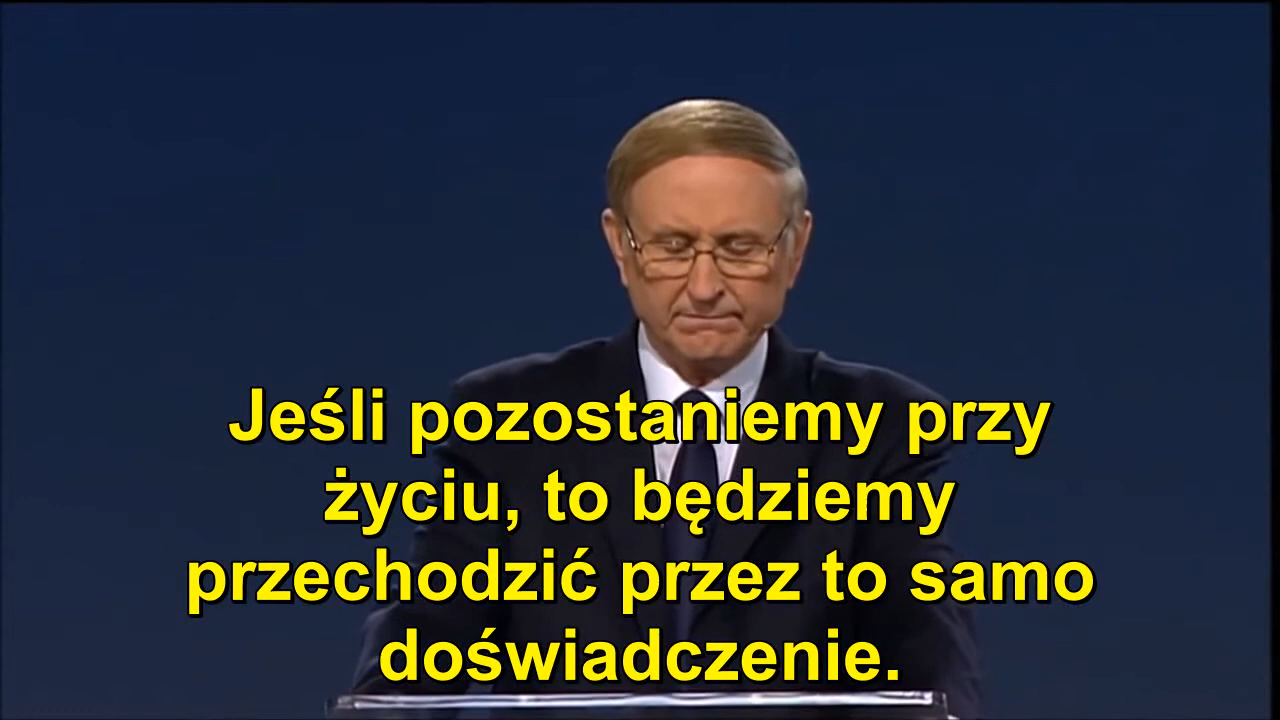 Jeśli pozostaniemy przy
życiu, to będziemy
przechodzić przez to samo
doświadczenie.